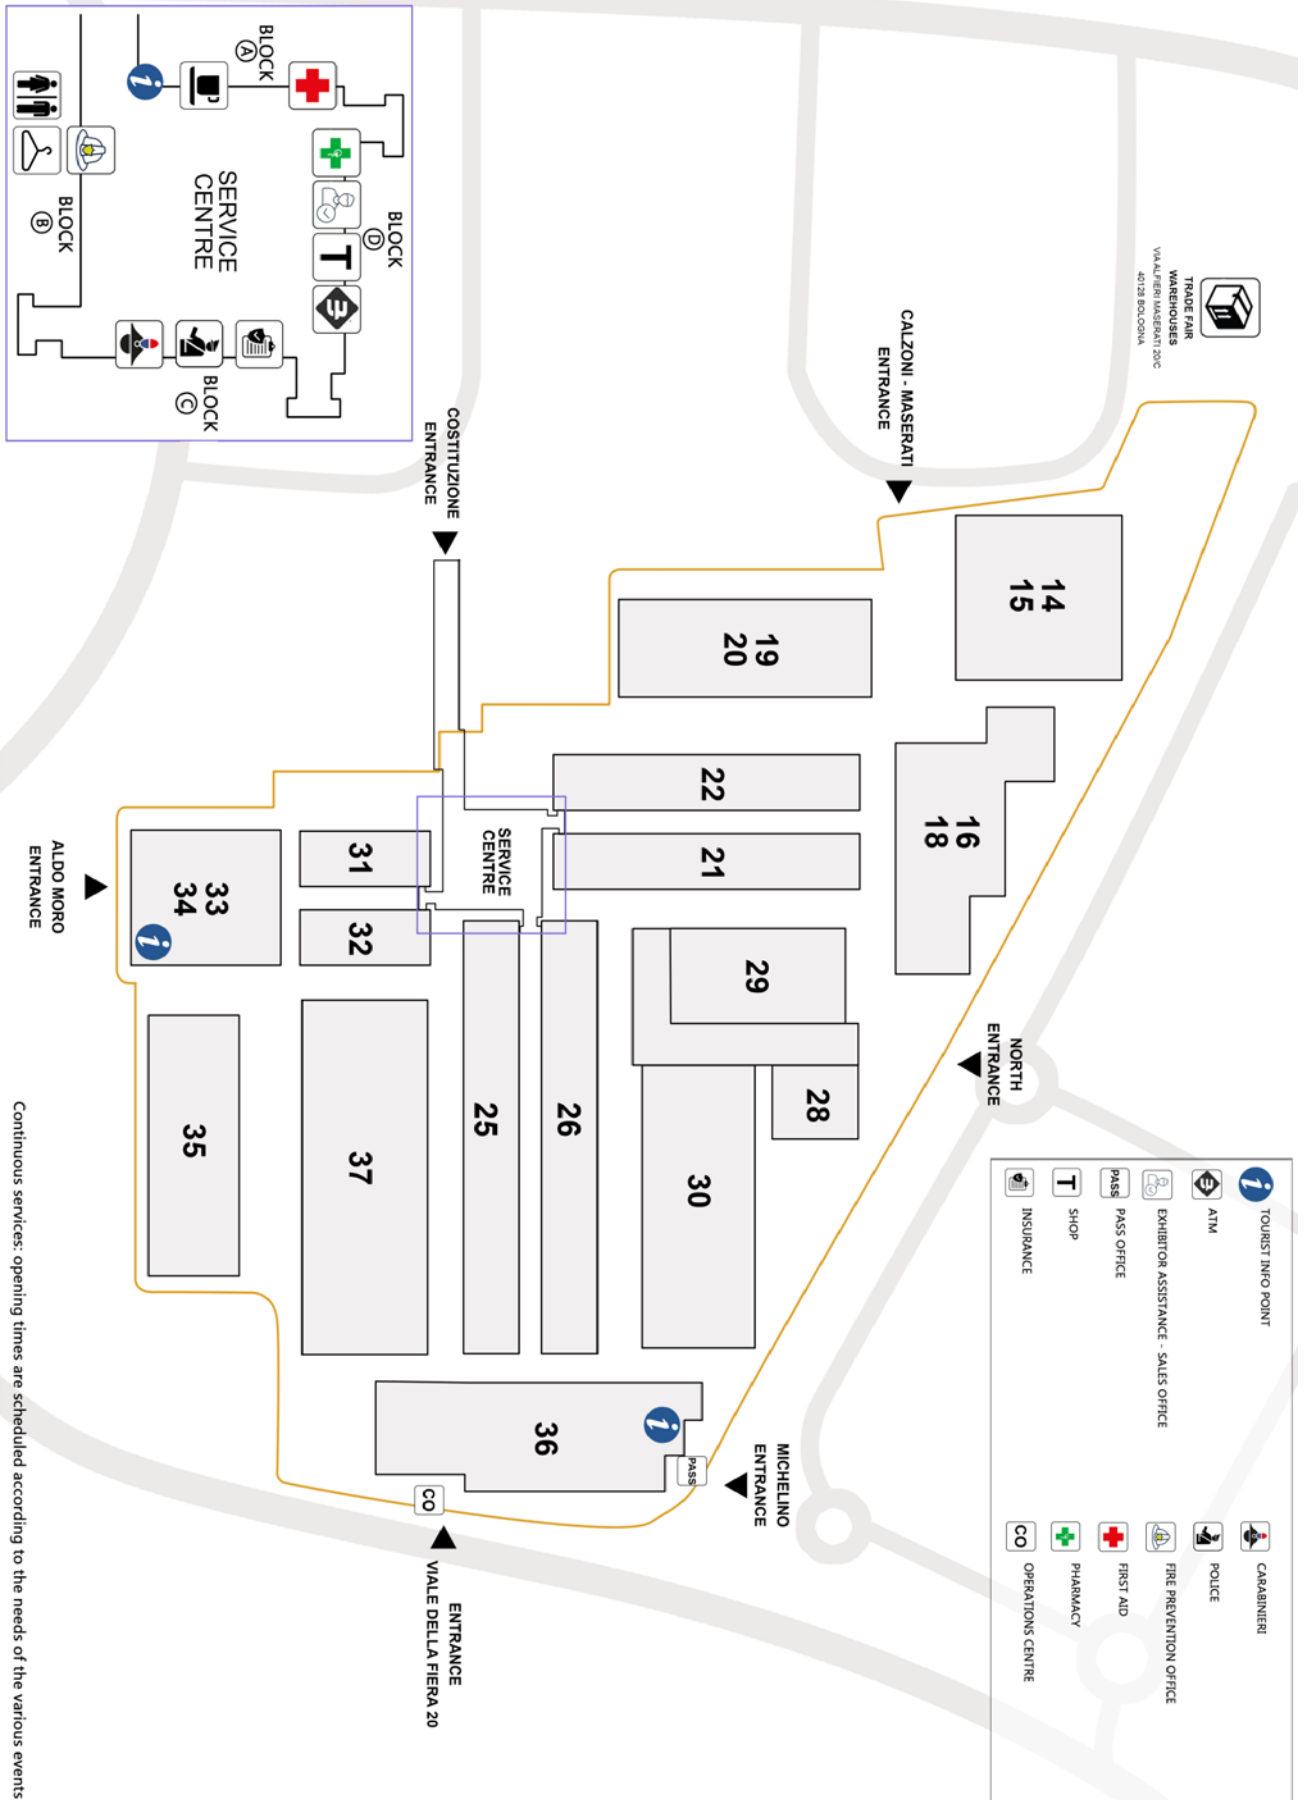 TOURIST INFO POINT
ATM
EXHIBITOR ASSISTANCE - SALES OFFICE
PASS
PASS OFFICE
T
SHOP
INSURANCE
CARABINIERI
POLICE
FIRE PREVENTION OFFICE
FIRST AID
PHARMACY
CO
OPERATIONS CENTRE
TRADE FAIR
WAREHOUSES
VIA ALFIERI MASERATI 20/C
40128 BOLOGNA
CALZONI - MASERATI
ENTRANCE
NORTH
ENTRANCE
14
15
16
18
19
20
22
21
29
28
30
MICHELINO
ENTRANCE
PASS
i
36
26
25
SERVICE
CENTRE
COSTITUZIONE
ENTRANCE
CO
ENTRANCE
VIALE DELLA FIERA 20
31
32
37
33
34
i
35
ALDO MORO
ENTRANCE
BLOCK
A
i
BLOCK
D
T
SERVICE
CENTRE
BLOCK
B
BLOCK
C
Continuous services: opening times are scheduled according to the needs of the various events